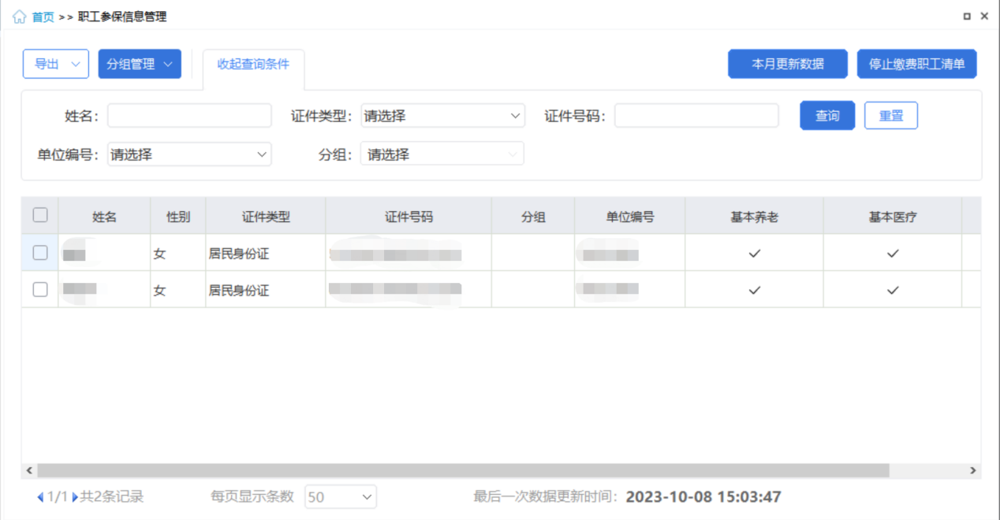 首页 >> 职工参保信息管理
导出 分组管理 收起查询条件 本月更新数据 停止缴费职工清单
姓名: 证件类型: 请选择 证件号码: 查询 重置
单位编号: 请选择 分组: 请选择
姓名 性别 证件类型 证件号码 分组 单位编号 基本养老 基本医疗
女 居民身份证 ✓ ✓
女 居民身份证 ✓ ✓
1/1 共2条记录 每页显示条数 50 最后一次数据更新时间: 2023-10-08 15:03:47